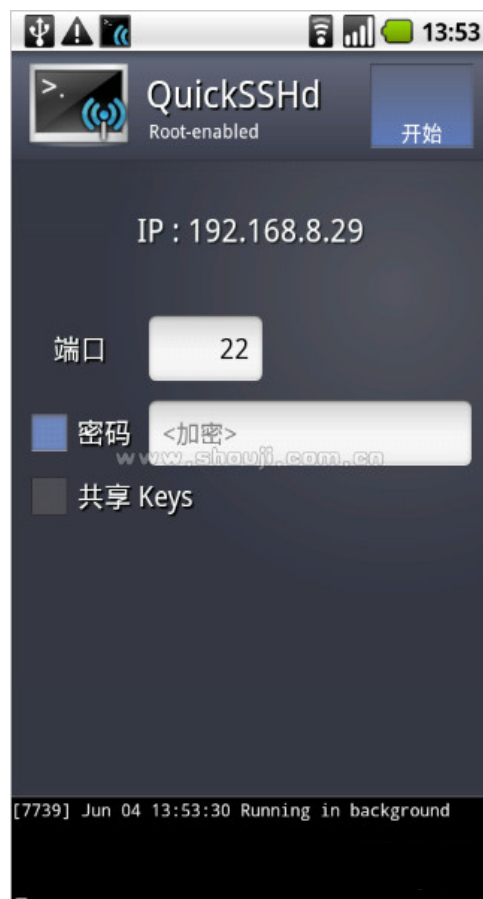 13:53
QuickSSHd
Root-enabled
开始
IP : 192.168.8.29
端口 22
密码 <加密>
www.shouji.com.cn
共享 Keys
[7739] Jun 04 13:53:30 Running in background